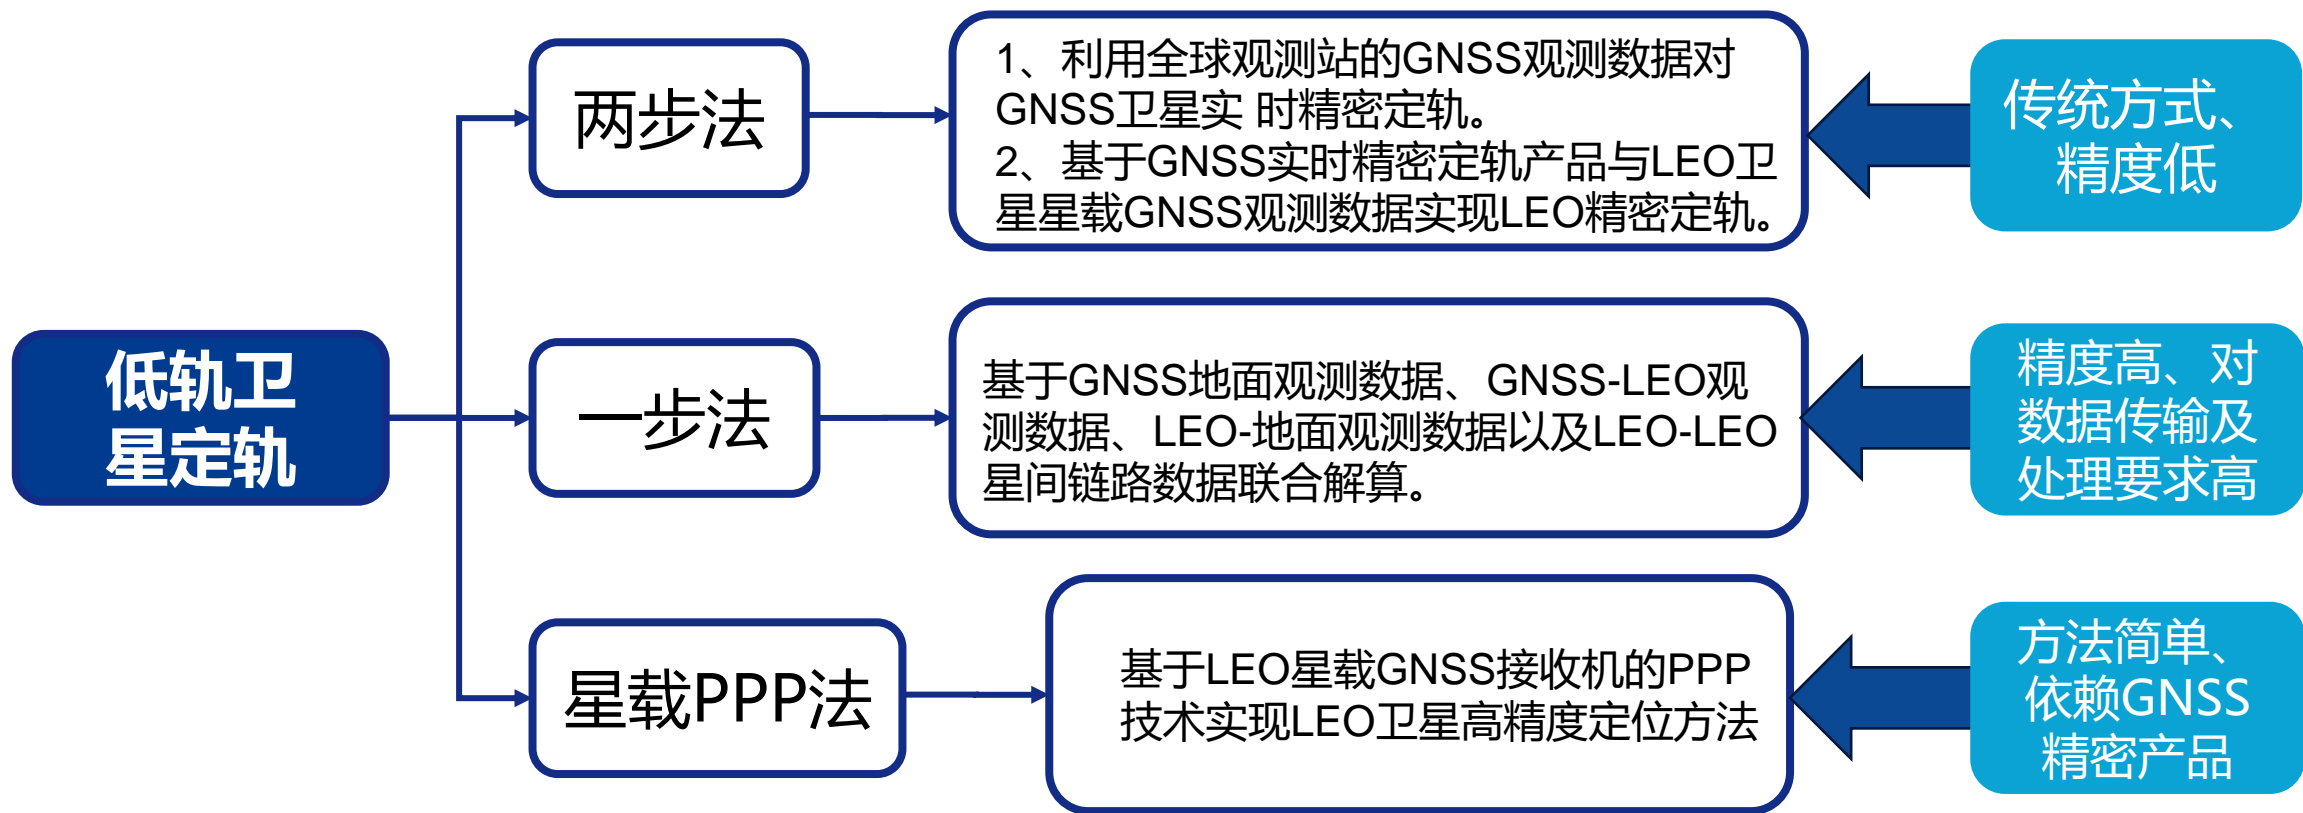 低轨卫
星定轨
两步法
1、利用全球观测站的GNSS观测数据对
GNSS卫星实 时精密定轨。
2、基于GNSS实时精密定轨产品与LEO卫
星星载GNSS观测数据实现LEO精密定轨。
传统方式、
精度低
一步法
基于GNSS地面观测数据、GNSS-LEO观
测数据、LEO-地面观测数据以及LEO-LEO
星间链路数据联合解算。
精度高、对
数据传输及
处理要求高
星载PPP法
基于LEO星载GNSS接收机的PPP
技术实现LEO卫星高精度定位方法
方法简单、
依赖GNSS
精密产品